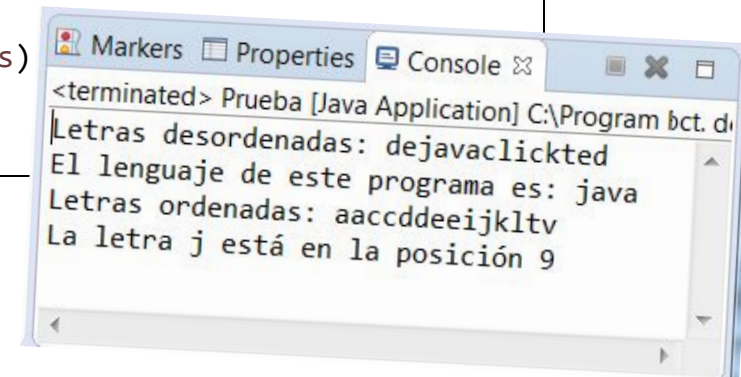 s)
Markers Properties Console
<terminated> Prueba [Java Application] C:\Program bct. d
Letras desordenadas: dejavaclickted
El lenguaje de este programa es: java
Letras ordenadas: aaccddeeijkltv
La letra j está en la posición 9